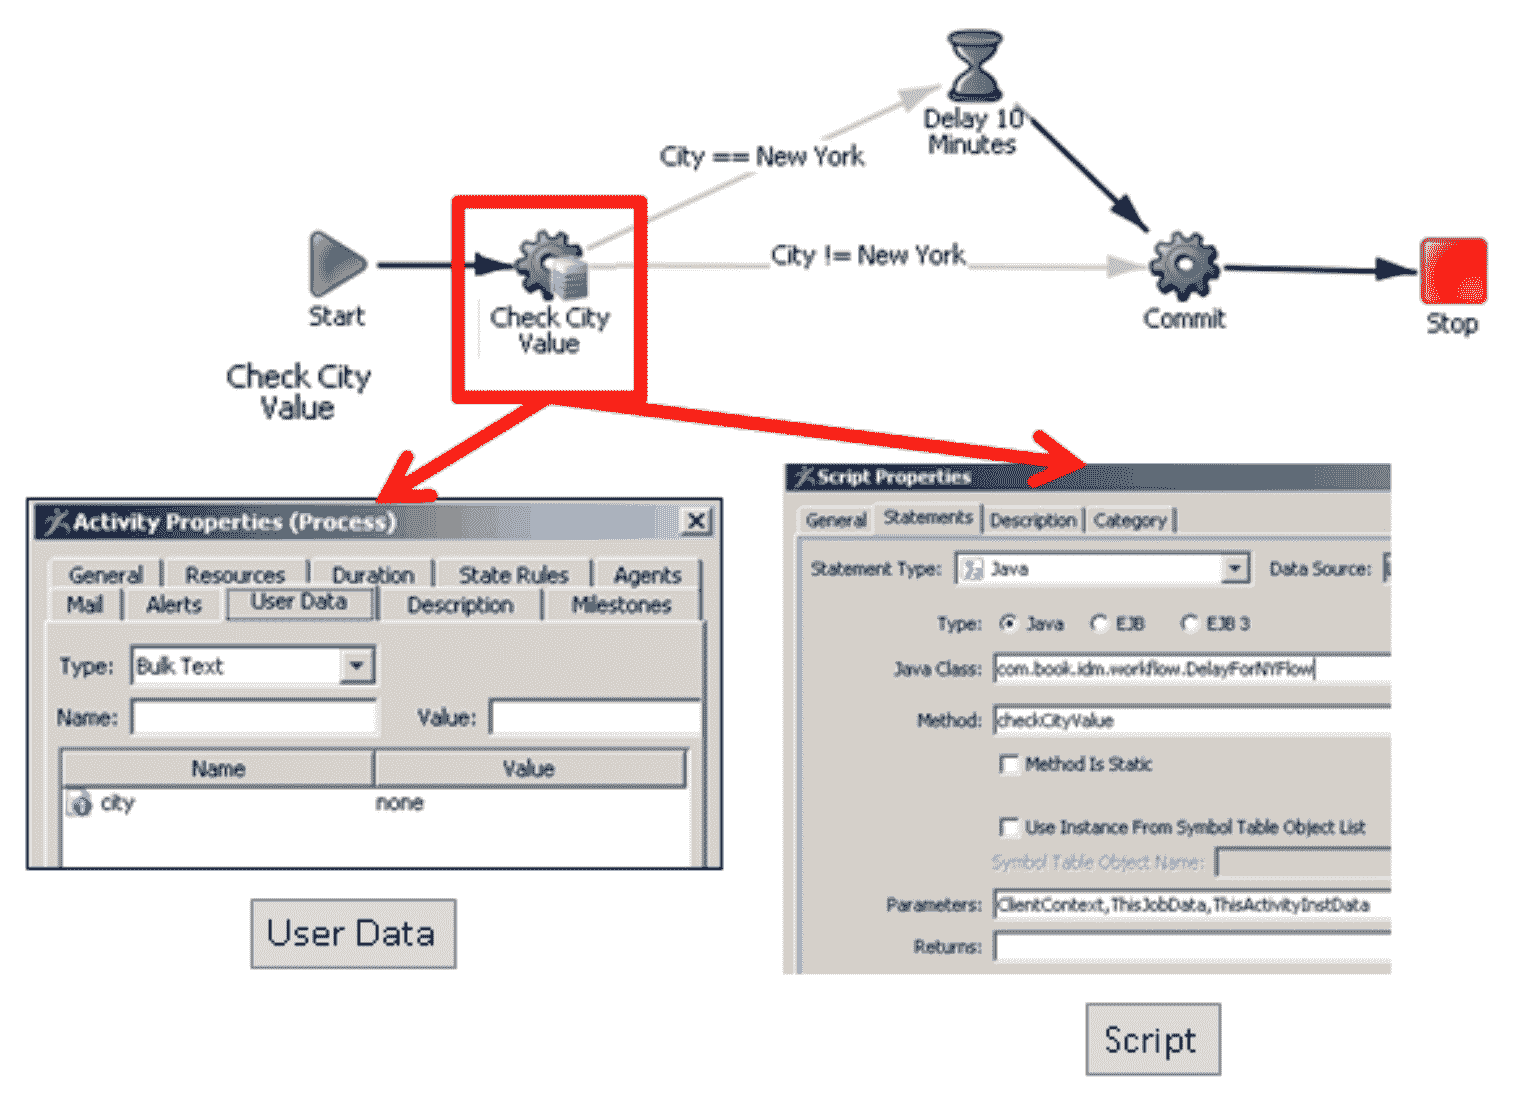 Delay 10
Minutes
City == New York
City != New York
Start
Check City
Value
Commit
Stop
Check City
Value
Activity Properties (Process)
General Resources Duration State Rules Agents
Mail Alerts User Data Description Milestones
Type: Bulk Text
Name: Value:
Name Value
city none
User Data
Script Properties
General Statements Description Category
Statement Type: Java Data Source:
Type: Java EJB EJB 3
Java Class: com.book.idm.workflow.DelayForNYFlow
Method: checkCityValue
Method Is Static
Use Instance From Symbol Table Object List
Symbol Table Object Name:
Parameters: ClientContext,ThisJobData,ThisActivityInstData
Returns:
Script